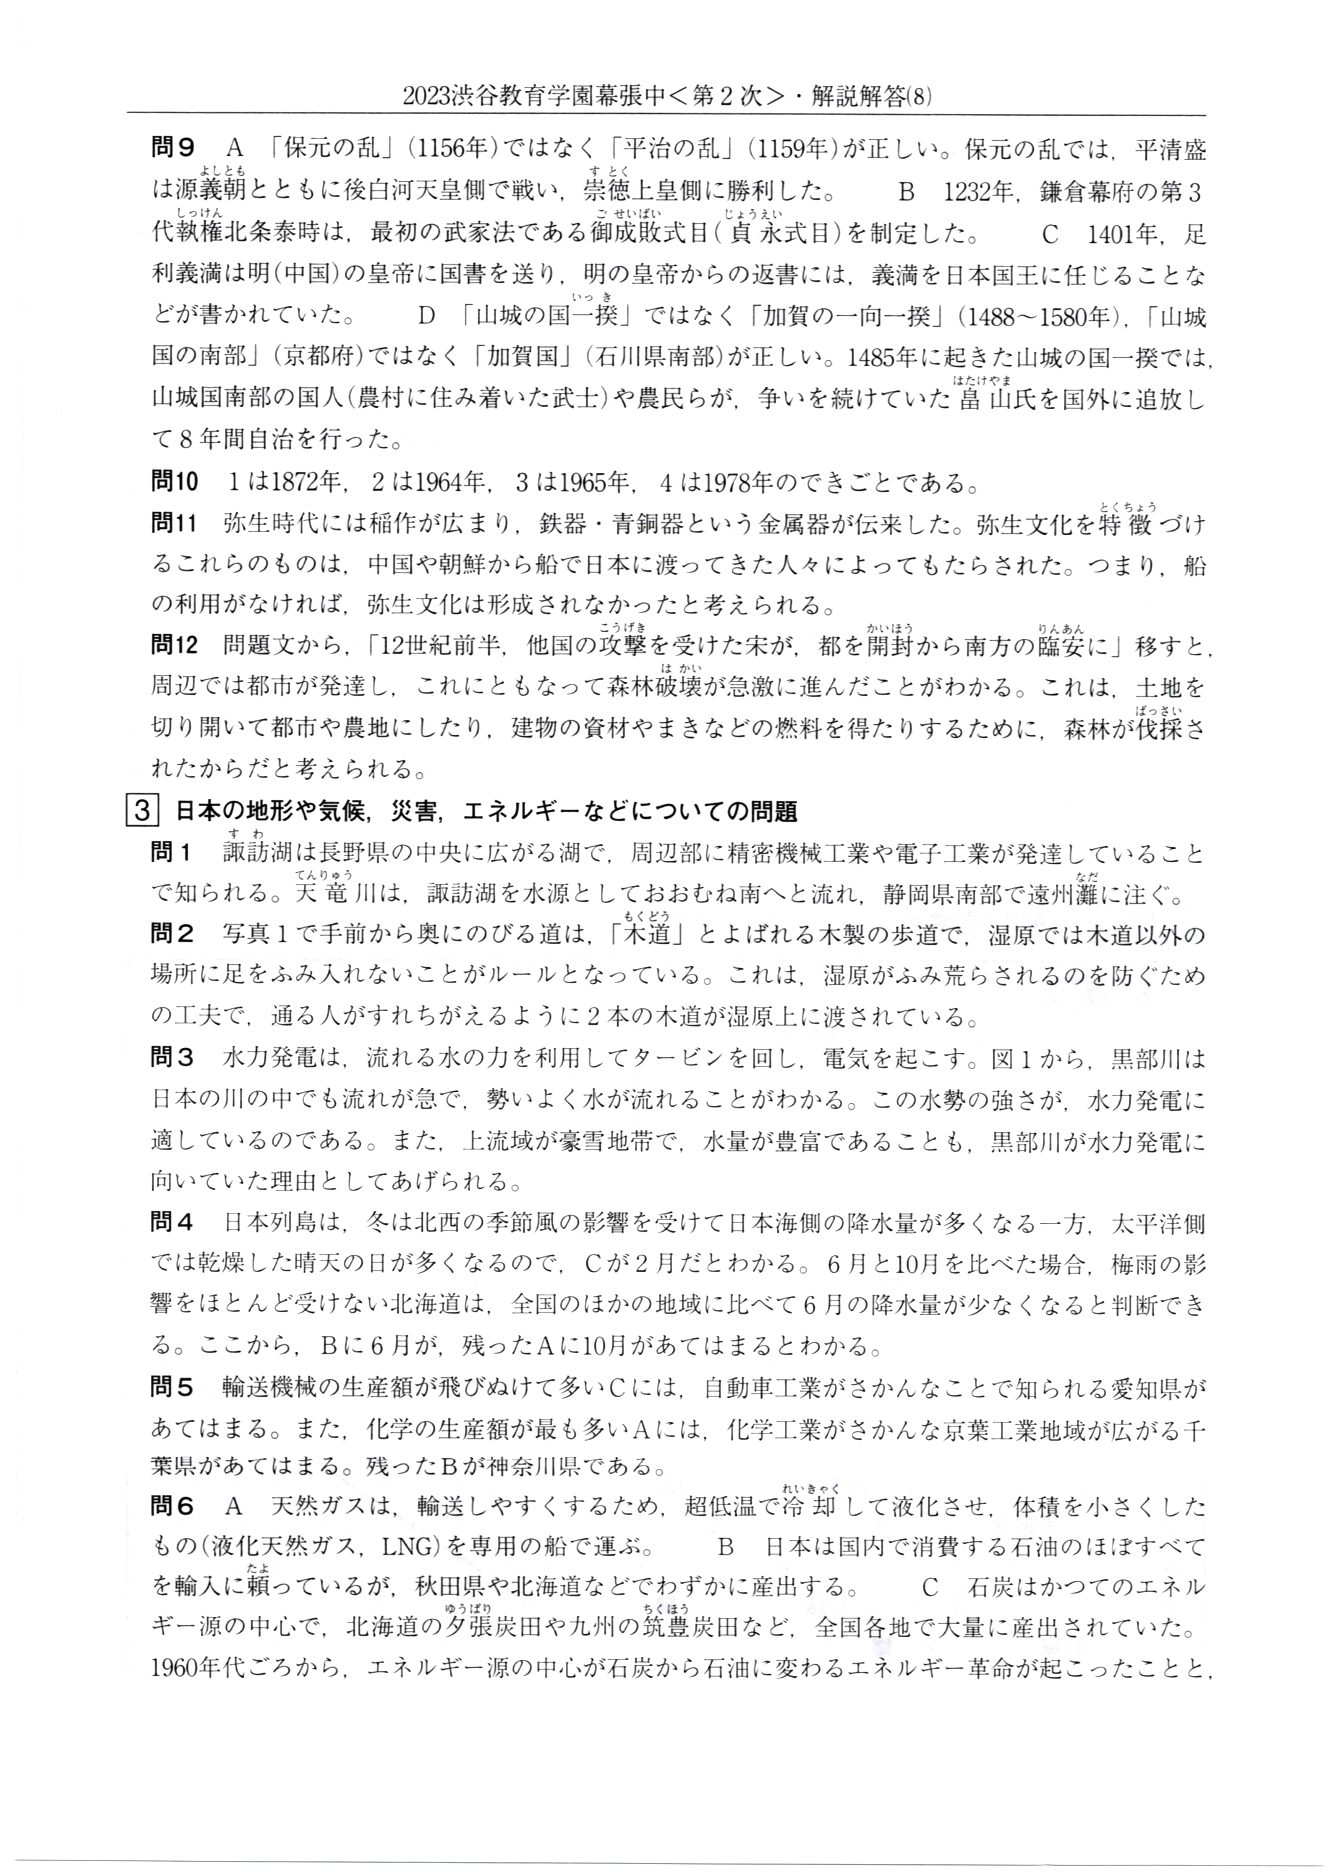 2023渋谷教育学園幕張中＜第２次＞・解説解答(8)
問９　Ａ　「保元の乱」(1156年)ではなく「平治の乱」(1159年)が正しい。保元の乱では，平清盛
は源義朝とともに後白河天皇側で戦い，崇徳上皇側に勝利した。　　Ｂ　1232年，鎌倉幕府の第３
代執権北条泰時は，最初の武家法である御成敗式目(貞永式目)を制定した。　　Ｃ　1401年，足
利義満は明(中国)の皇帝に国書を送り，明の皇帝からの返書には，義満を日本国王に任じることな
どが書かれていた。　　Ｄ　「山城の国一揆」ではなく「加賀の一向一揆」(1488～1580年)，「山城
国の南部」(京都府)ではなく「加賀国」(石川県南部)が正しい。1485年に起きた山城の国一揆では，
山城国南部の国人(農村に住み着いた武士)や農民らが，争いを続けていた畠山氏を国外に追放し
て８年間自治を行った。
問10　１は1872年，２は1964年，３は1965年，４は1978年のできごとである。
問11　弥生時代には稲作が広まり，鉄器・青銅器という金属器が伝来した。弥生文化を特徴づけ
るこれらのものは，中国や朝鮮から船で日本に渡ってきた人々によってもたらされた。つまり，船
の利用がなければ，弥生文化は形成されなかったと考えられる。
問12　問題文から，「12世紀前半，他国の攻撃を受けた宋が，都を開封から南方の臨安に」移すと，
周辺では都市が発達し，これにともなって森林破壊が急激に進んだことがわかる。これは，土地を
切り開いて都市や農地にしたり，建物の資材やまきなどの燃料を得たりするために，森林が伐採さ
れたからだと考えられる。
３　日本の地形や気候，災害，エネルギーなどについての問題
問１　諏訪湖は長野県の中央に広がる湖で，周辺部に精密機械工業や電子工業が発達していること
で知られる。天竜川は，諏訪湖を水源としておおむね南へと流れ，静岡県南部で遠州灘に注ぐ。
問２　写真１で手前から奥にのびる道は，「木道」とよばれる木製の歩道で，湿原では木道以外の
場所に足をふみ入れないことがルールとなっている。これは，湿原がふみ荒らされるのを防ぐため
の工夫で，通る人がすれちがえるように２本の木道が湿原上に渡されている。
問３　水力発電は，流れる水の力を利用してタービンを回し，電気を起こす。図１から，黒部川は
日本の川の中でも流れが急で，勢いよく水が流れることがわかる。この水勢の強さが，水力発電に
適しているのである。また，上流域が豪雪地帯で，水量が豊富であることも，黒部川が水力発電に
向いていた理由としてあげられる。
問４　日本列島は，冬は北西の季節風の影響を受けて日本海側の降水量が多くなる一方，太平洋側
では乾燥した晴天の日が多くなるので，Ｃが２月だとわかる。６月と10月を比べた場合，梅雨の影
響をほとんど受けない北海道は，全国のほかの地域に比べて６月の降水量が少なくなると判断でき
る。ここから，Ｂに６月が，残ったＡに10月があてはまるとわかる。
問５　輸送機械の生産額が飛びぬけて多いＣには，自動車工業がさかんなことで知られる愛知県が
あてはまる。また，化学の生産額が最も多いＡには，化学工業がさかんな京葉工業地域が広がる千
葉県があてはまる。残ったＢが神奈川県である。
問６　Ａ　天然ガスは，輸送しやすくするため，超低温で冷却して液化させ，体積を小さくした
もの(液化天然ガス，LNG)を専用の船で運ぶ。　　Ｂ　日本は国内で消費する石油のほぼすべて
を輸入に頼っているが，秋田県や北海道などでわずかに産出する。　　Ｃ　石炭はかつてのエネル
ギー源の中心で，北海道の夕張炭田や九州の筑豊炭田など，全国各地で大量に産出されていた。
1960年代ごろから，エネルギー源の中心が石炭から石油に変わるエネルギー革命が起こったことと，